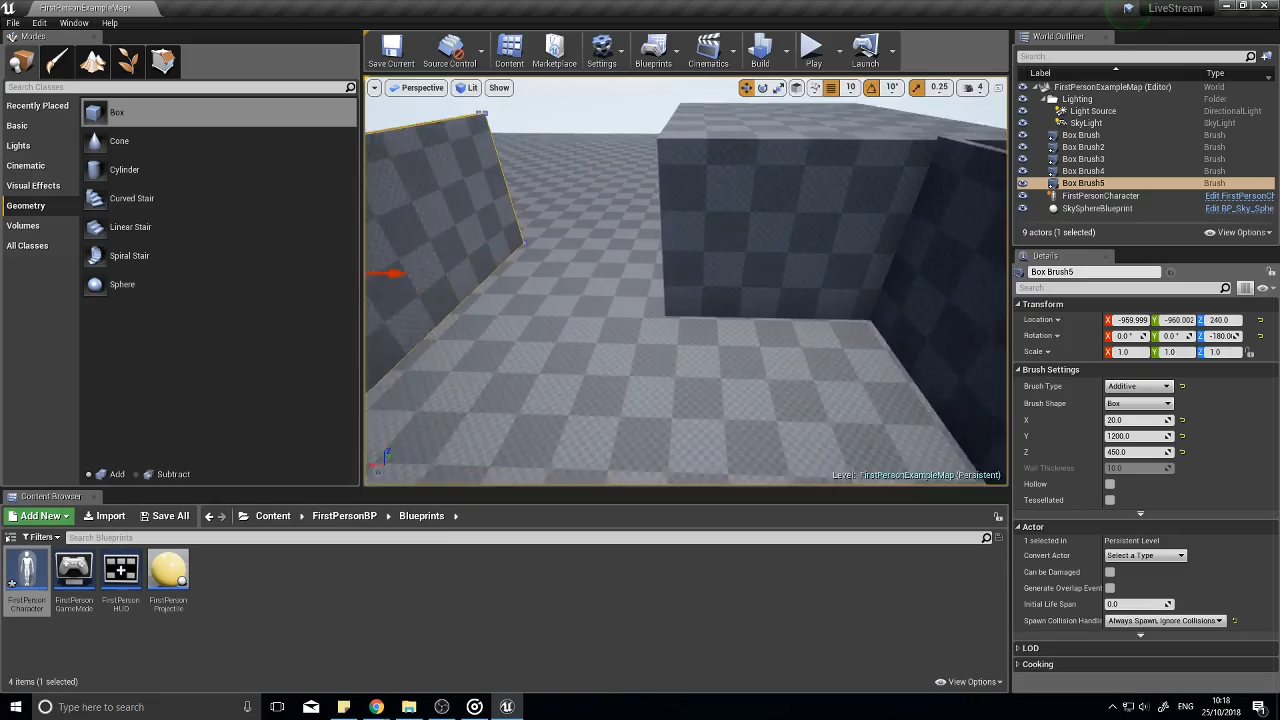 FirstPersonExampleMap*
LiveStream
File
Edit
Window
Help
Modes
Search Classes
Recently Placed
Basic
Lights
Cinematic
Visual Effects
Geometry
Volumes
All Classes
Box
Cone
Cylinder
Curved Stair
Linear Stair
Spiral Stair
Sphere
Add
Subtract
Save Current
Source Control
Content
Marketplace
Settings
Blueprints
Cinematics
Build
Play
Launch
Perspective
Lit
Show
10
10°
0.25
4
Level: FirstPersonExampleMap (Persistent)
World Outliner
Search...
Label
Type
FirstPersonExampleMap (Editor)
World
Lighting
Folder
Light Source
DirectionalLight
SkyLight
SkyLight
Box Brush
Brush
Box Brush2
Brush
Box Brush3
Brush
Box Brush4
Brush
Box Brush5
Brush
FirstPersonCharacter
Edit FirstPersonCh
SkySphereBlueprint
Edit BP_Sky_Sphe
9 actors (1 selected)
View Options
Details
Box Brush5
Search
Transform
Location
X -959.999
Y -960.002
Z 240.0
Rotation
X 0.0 °
Y 0.0 °
Z -180.0
Scale
X 1.0
Y 1.0
Z 1.0
Brush Settings
Brush Type
Additive
Brush Shape
Box
X
20.0
Y
1200.0
Z
450.0
Wall Thickness
10.0
Hollow
Tessellated
Actor
1 selected in
Persistent Level
Convert Actor
Select a Type
Can be Damaged
Generate Overlap Event
Initial Life Span
0.0
Spawn Collision Handli
Always Spawn, Ignore Collisions
LOD
Cooking
Content Browser
Add New
Import
Save All
Content
FirstPersonBP
Blueprints
Filters
Search Blueprints
FirstPerson
Character
FirstPerson
GameMode
FirstPerson
HUD
FirstPerson
Projectile
4 items (1 selected)
View Options
Type here to search
10:18
25/10/2018